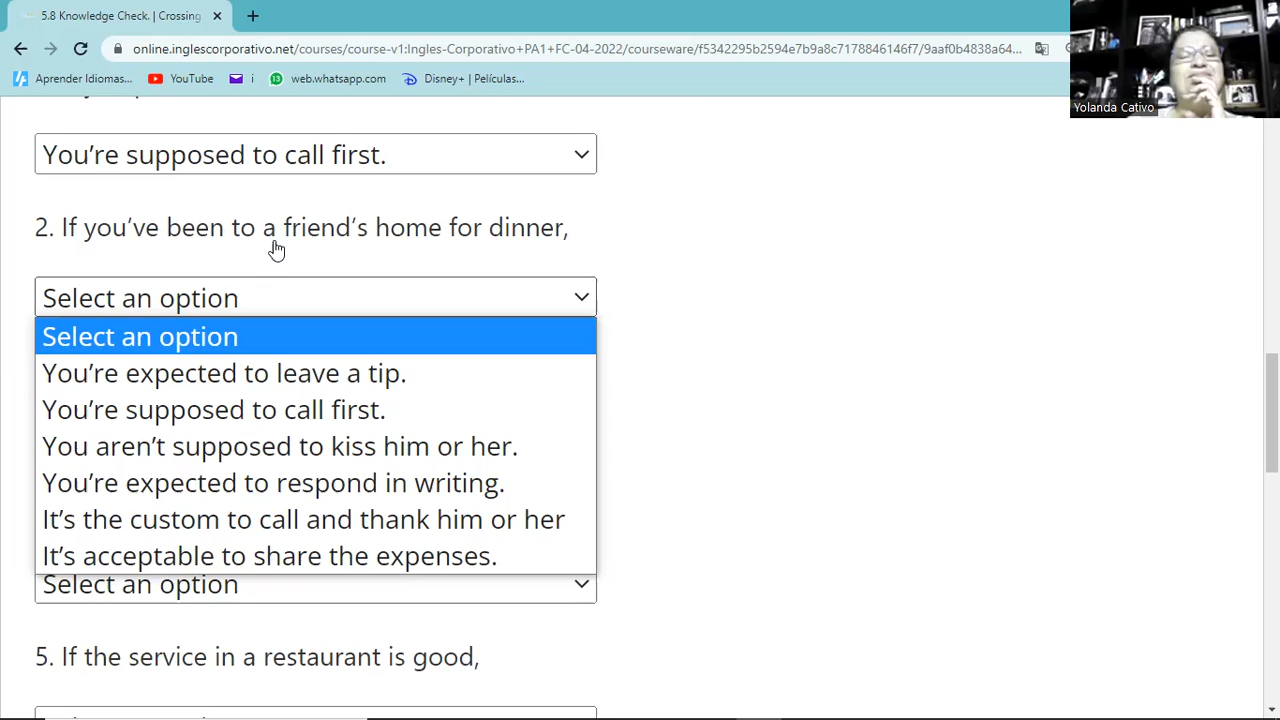 5.8 Knowledge Check. | Crossing
online.inglescorporativo.net/courses/course-v1:Ingles-Corporativo+PA1+FC-04-2022/courseware/f5342295b2594e7b9a8c7178846146f7/9aaf0b4838a64...
Aprender Idiomas...
YouTube
i
web.whatsapp.com
Disney+ | Películas...
Yolanda Cativo
You’re supposed to call first.
2. If you’ve been to a friend’s home for dinner,
Select an option
Select an option
You’re expected to leave a tip.
You’re supposed to call first.
You aren’t supposed to kiss him or her.
You’re expected to respond in writing.
It’s the custom to call and thank him or her
It’s acceptable to share the expenses.
Select an option
5. If the service in a restaurant is good,